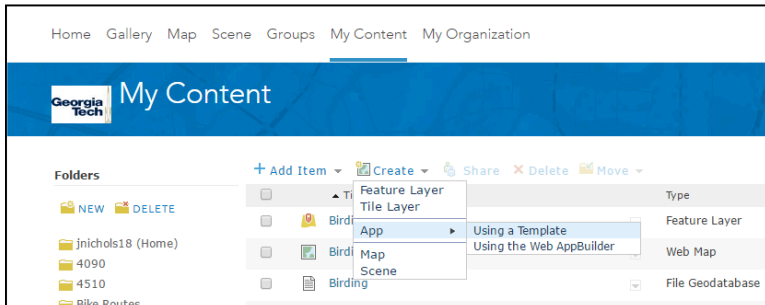 Home Gallery Map Scene Groups My Content My Organization
Georgia Tech My Content
Folders
NEW DELETE
jnichols18 (Home)
4090
4510
Bike Routes
+ Add Item Create Share Delete Move
Feature Layer
Tile Layer
App
Map
Scene
Using a Template
Using the Web AppBuilder
Ti Type
Birdi Feature Layer
Birdi Web Map
Birding File Geodatabase